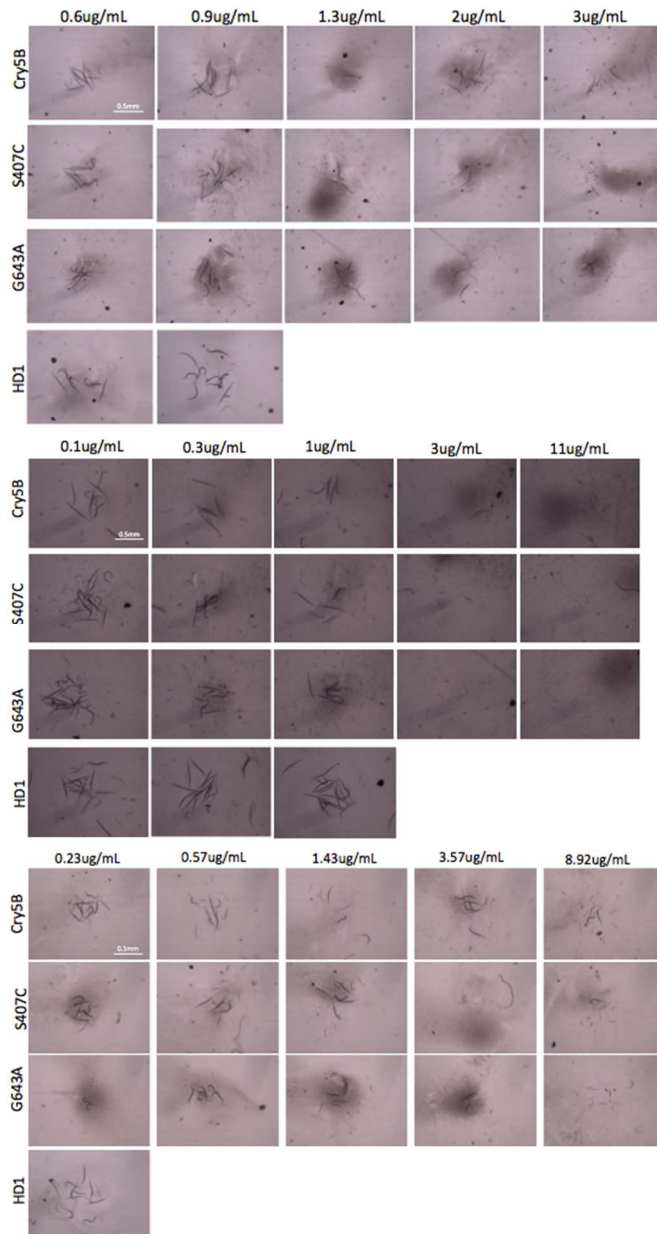 0.6ug/mL 0.9ug/mL 1.3ug/mL 2ug/mL 3ug/mL
Cry5B
0.5mm
S407C
G643A
HD1
0.1ug/mL 0.3ug/mL 1ug/mL 3ug/mL 11ug/mL
Cry5B
0.5mm
S407C
G643A
HD1
0.23ug/mL 0.57ug/mL 1.43ug/mL 3.57ug/mL 8.92ug/mL
Cry5B
0.5mm
S407C
G643A
HD1